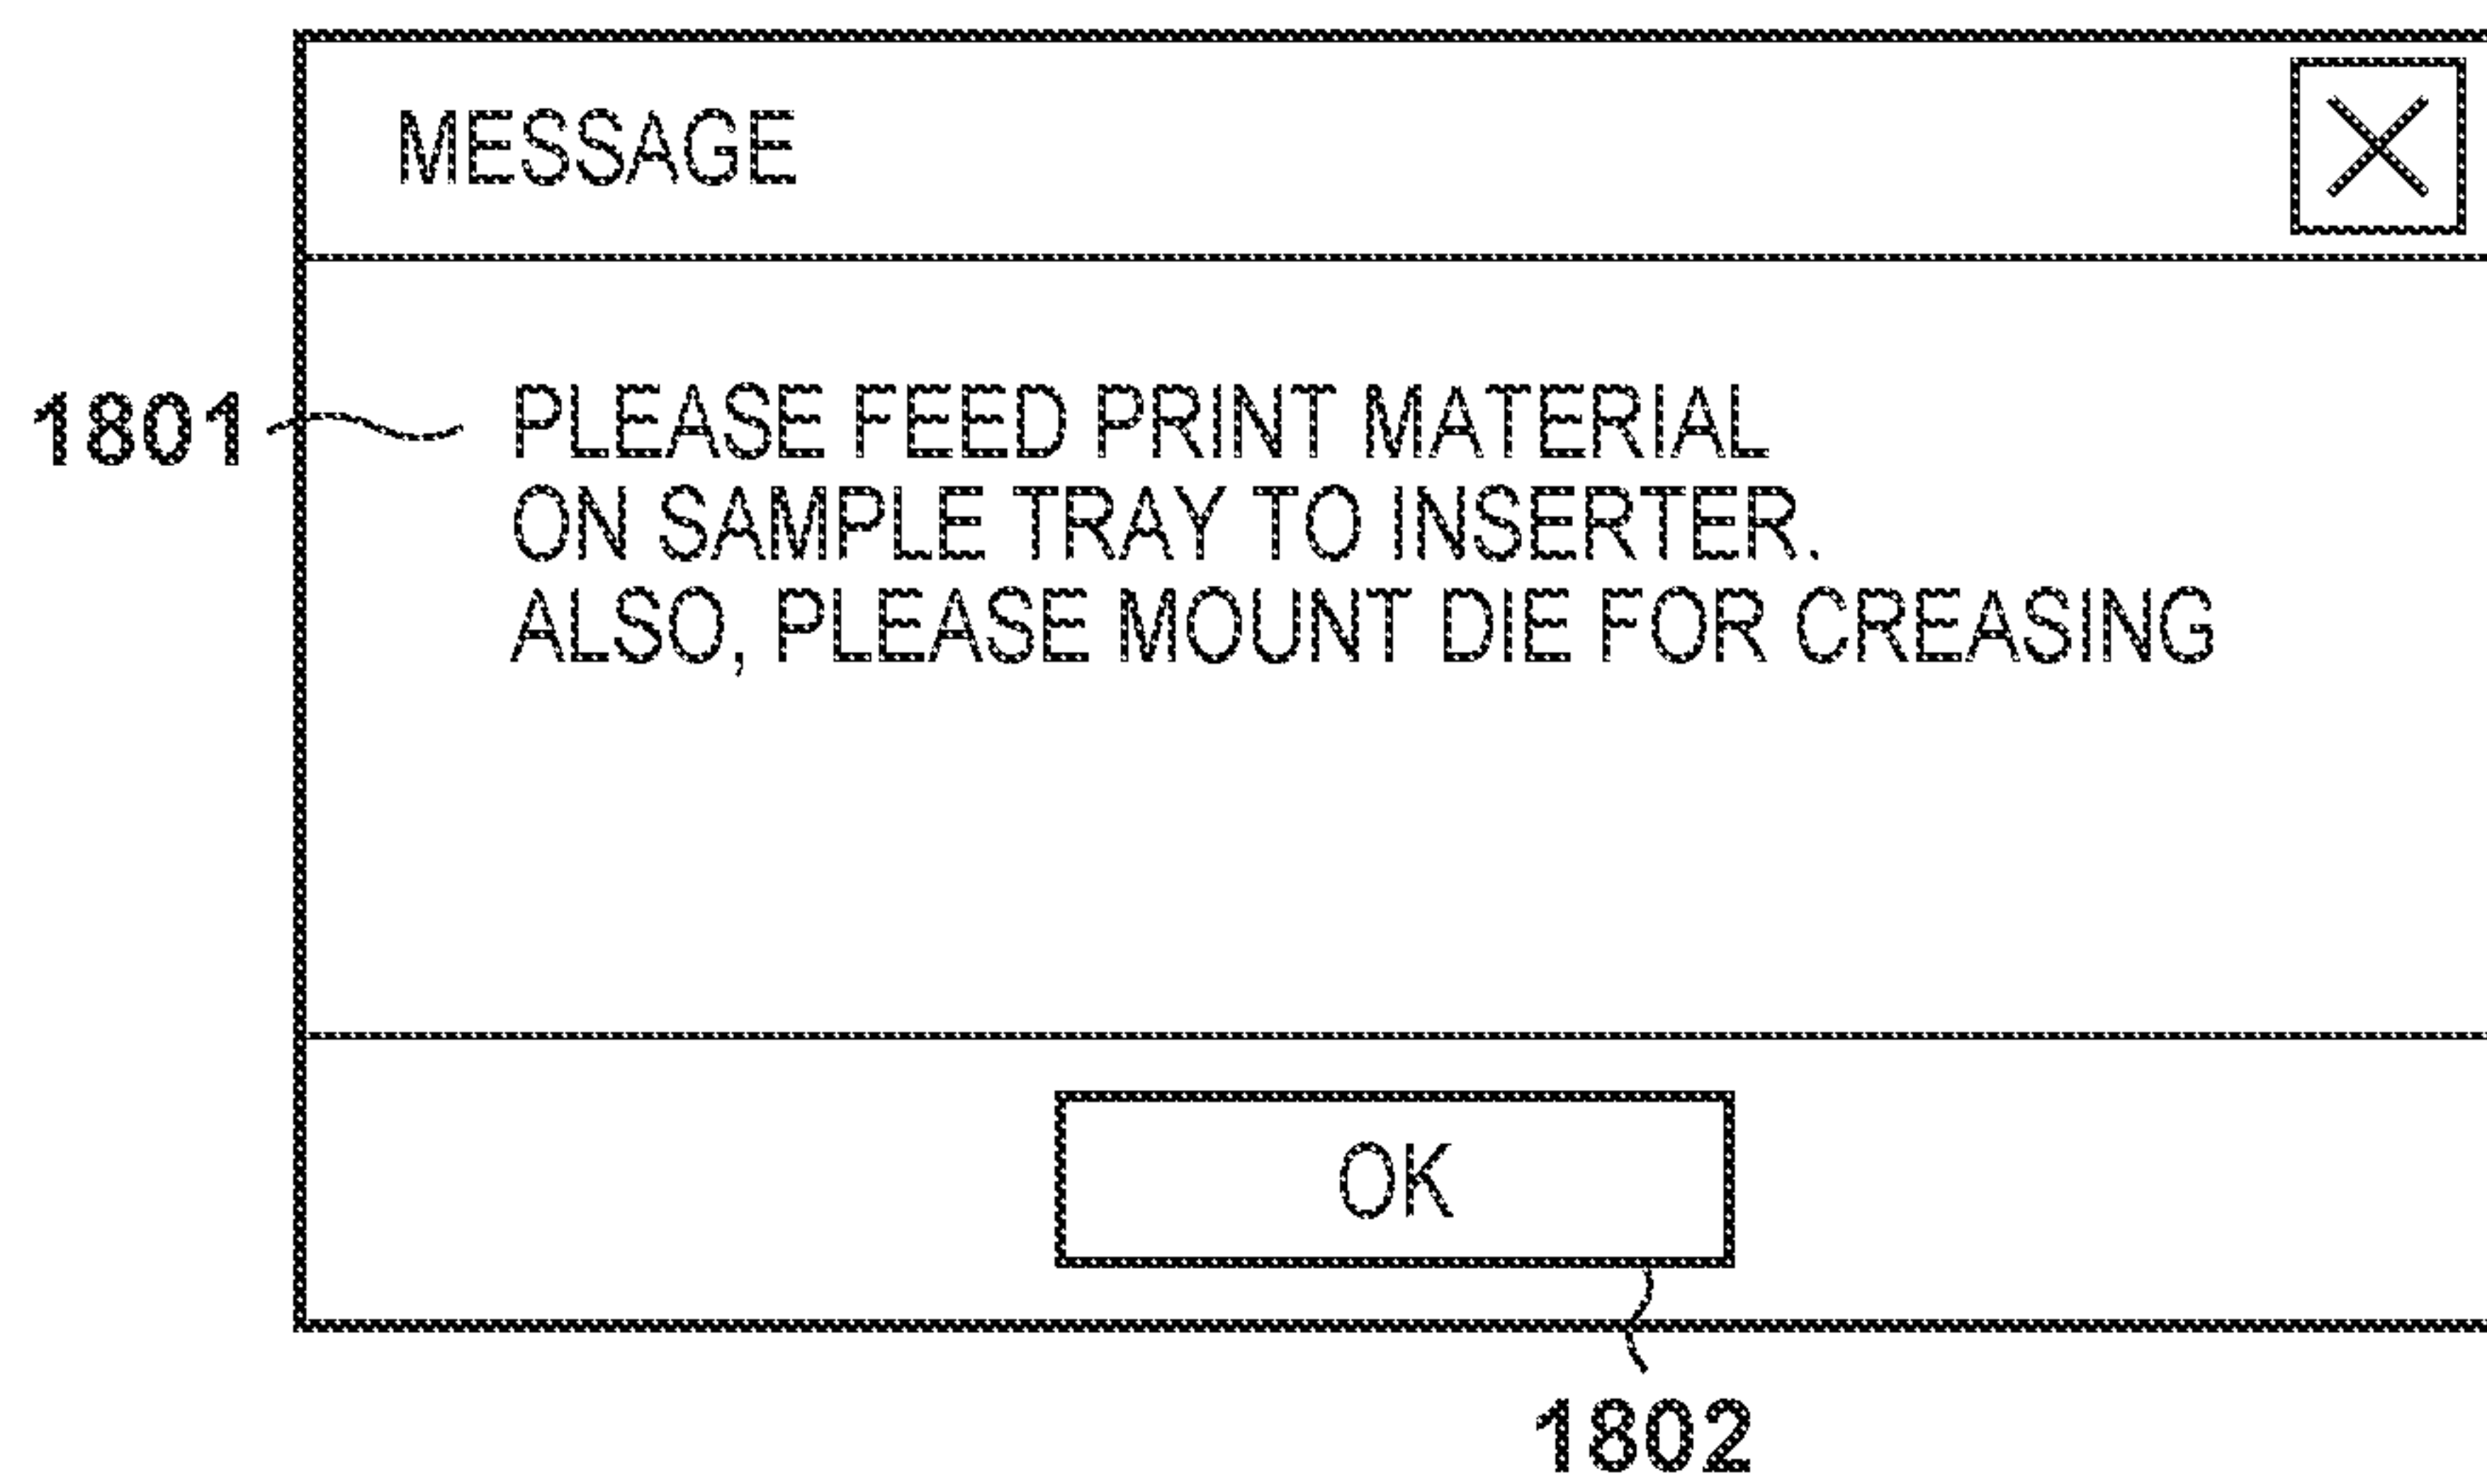 MESSAGE
1801
PLEASE FEED PRINT MATERIAL
ON SAMPLE TRAY TO INSERTER.
ALSO, PLEASE MOUNT DIE FOR CREASING
OK
1802